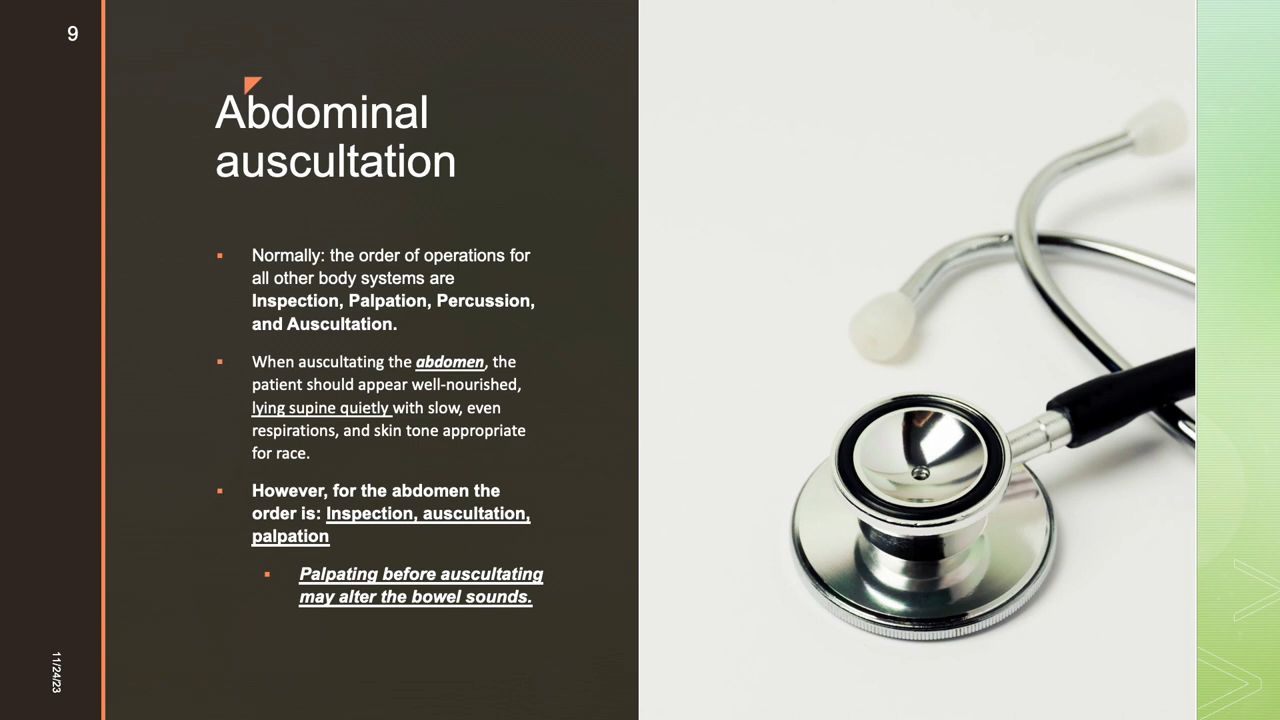 9
Abdominal
auscultation
▪ Normally: the order of operations for
all other body systems are
Inspection, Palpation, Percussion,
and Auscultation.
▪ When auscultating the abdomen, the
patient should appear well-nourished,
lying supine quietly with slow, even
respirations, and skin tone appropriate
for race.
▪ However, for the abdomen the
order is: Inspection, auscultation,
palpation
▪ Palpating before auscultating
may alter the bowel sounds.
11/24/23